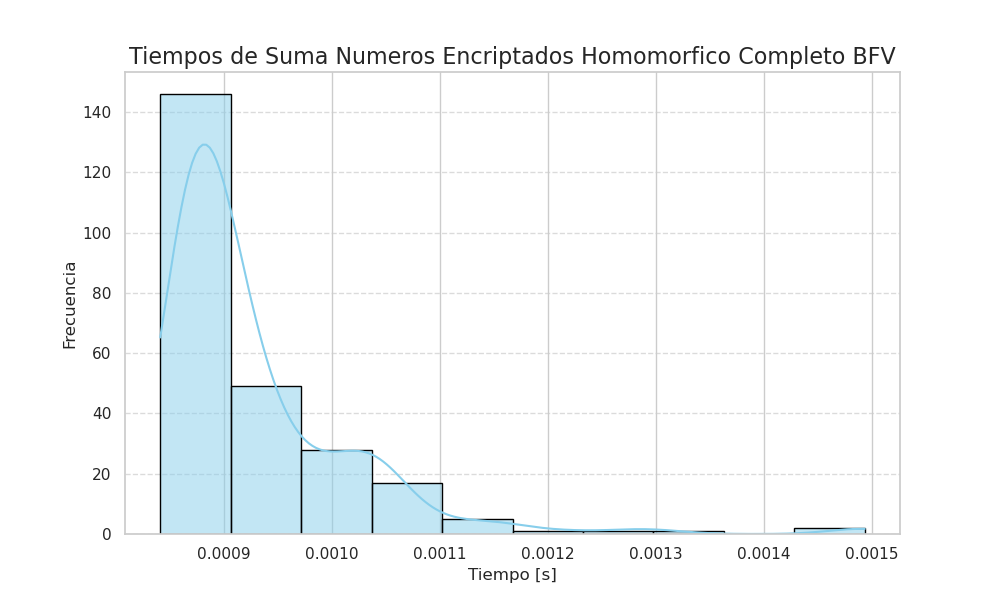 Tiempos de Suma Numeros Encriptados Homomorfico Completo BFV
140
120
100
80
60
40
20
0
Frecuencia
0.0009 0.0010 0.0011 0.0012 0.0013 0.0014 0.0015
Tiempo [s]